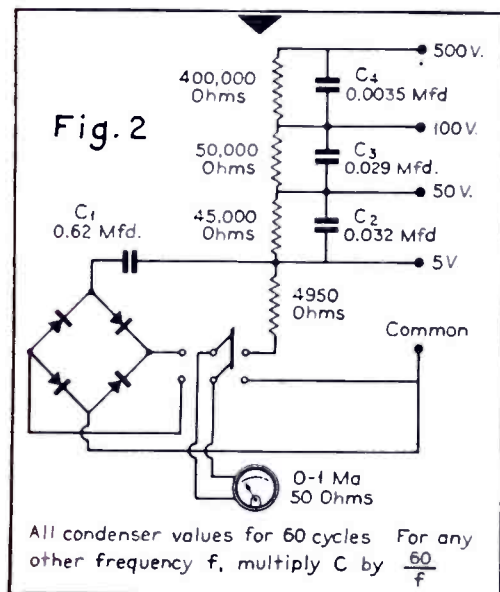 500 V.
400,000
Ohms
C4
0.0035 Mfd
100 V.
Fig. 2
50,000
Ohms
C3
0.029 Mfd.
50 V.
C1
0.62 Mfd.
45,000
Ohms
C2
0.032 Mfd
5 V
4950
Ohms
Common
0-1 Ma
50 Ohms
All condenser values for 60 cycles For any
other frequency f, multiply C by 60/f